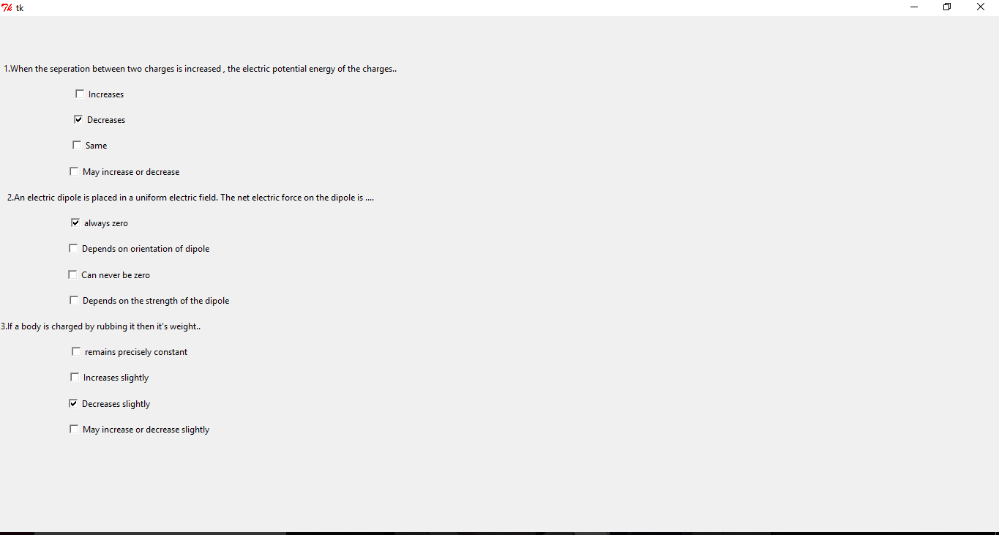 tk
1.When the seperation between two charges is increased , the electric potential energy of the charges..
Increases
Decreases
Same
May increase or decrease
2.An electric dipole is placed in a uniform electric field. The net electric force on the dipole is ....
always zero
Depends on orientation of dipole
Can never be zero
Depends on the strength of the dipole
3.If a body is charged by rubbing it then it's weight..
remains precisely constant
Increases slightly
Decreases slightly
May increase or decrease slightly